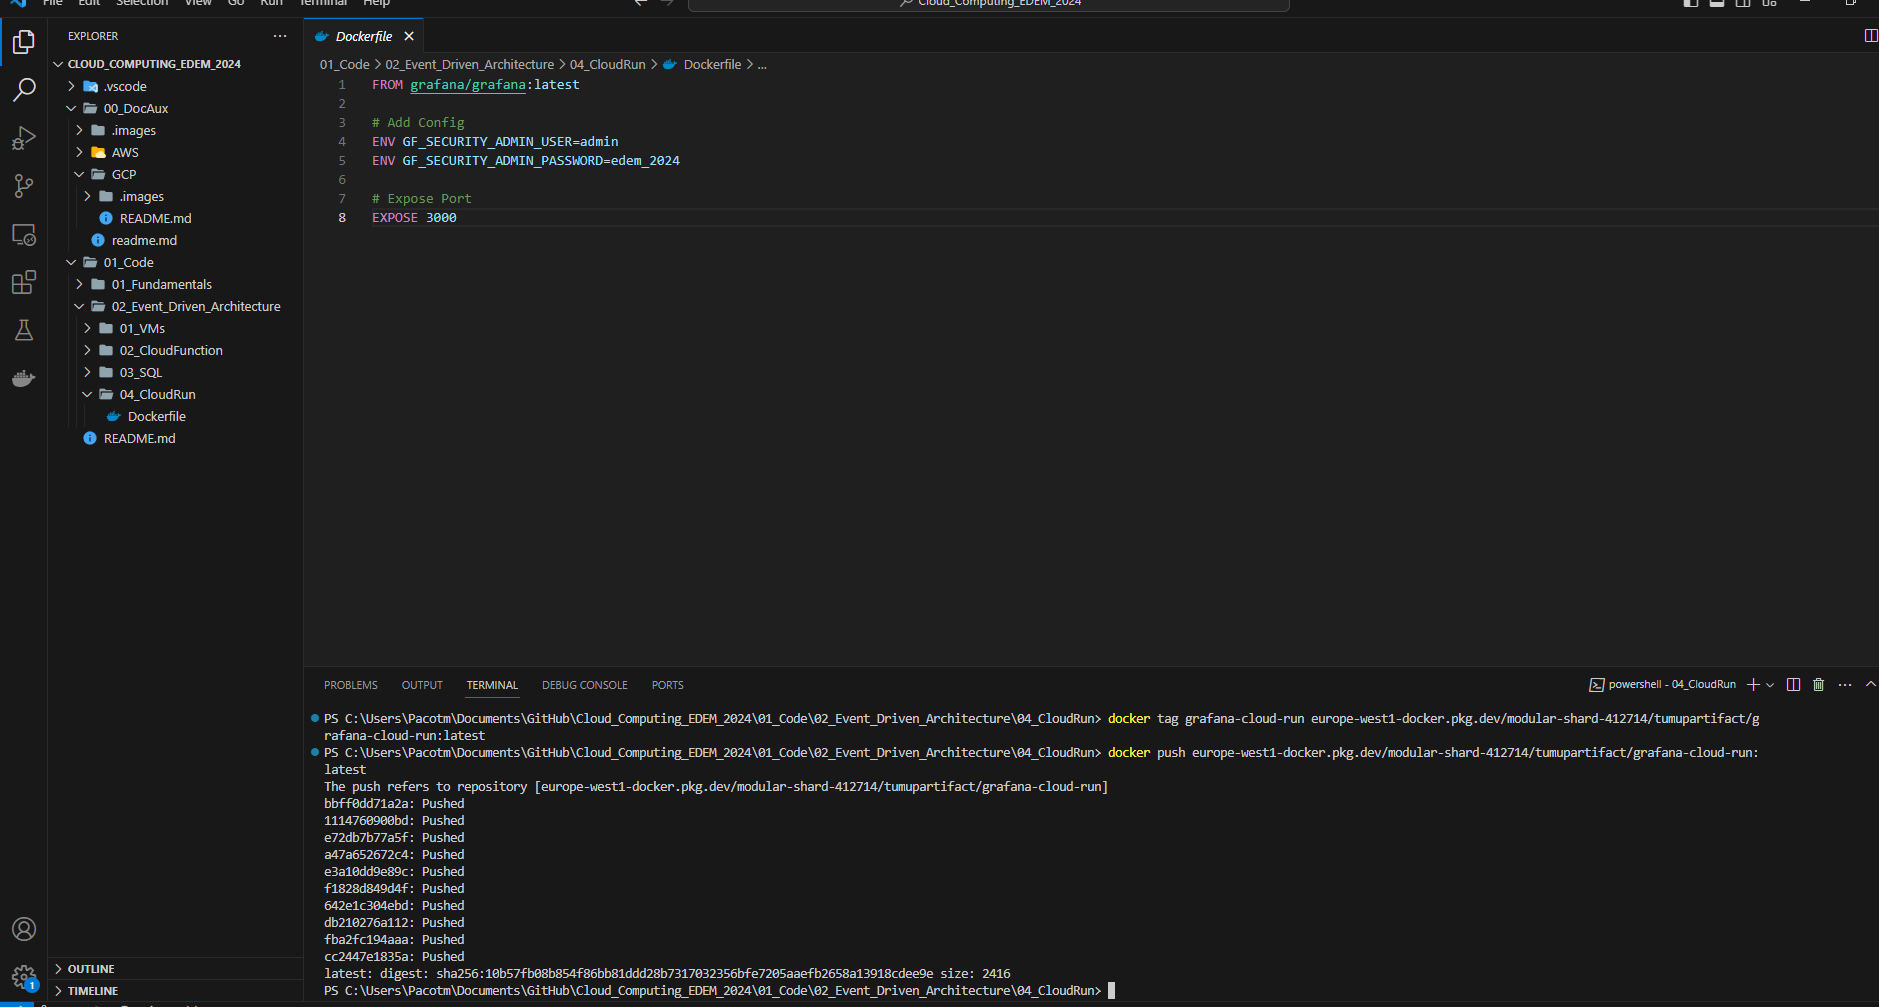 File Edit Selection View Go Run Terminal Help
Cloud_Computing_EDEM_2024
EXPLORER
CLOUD_COMPUTING_EDEM_2024
.vscode
00_DocAux
.images
AWS
GCP
.images
README.md
readme.md
01_Code
01_Fundamentals
02_Event_Driven_Architecture
01_VMs
02_CloudFunction
03_SQL
04_CloudRun
Dockerfile
README.md
OUTLINE
TIMELINE
1
Dockerfile
01_Code > 02_Event_Driven_Architecture > 04_CloudRun > Dockerfile > ...
1 FROM grafana/grafana:latest
2
3 # Add Config
4 ENV GF_SECURITY_ADMIN_USER=admin
5 ENV GF_SECURITY_ADMIN_PASSWORD=edem_2024
6
7 # Expose Port
8 EXPOSE 3000
PROBLEMS OUTPUT TERMINAL DEBUG CONSOLE PORTS
powershell - 04_CloudRun
PS C:\Users\Pacotm\Documents\GitHub\Cloud_Computing_EDEM_2024\01_Code\02_Event_Driven_Architecture\04_CloudRun> docker tag grafana-cloud-run europe-west1-docker.pkg.dev/modular-shard-412714/tumupartifact/g
rafana-cloud-run:latest
PS C:\Users\Pacotm\Documents\GitHub\Cloud_Computing_EDEM_2024\01_Code\02_Event_Driven_Architecture\04_CloudRun> docker push europe-west1-docker.pkg.dev/modular-shard-412714/tumupartifact/grafana-cloud-run:
latest
The push refers to repository [europe-west1-docker.pkg.dev/modular-shard-412714/tumupartifact/grafana-cloud-run]
bbff0dd71a2a: Pushed
1114760900bd: Pushed
e72db7b77a5f: Pushed
a47a652672c4: Pushed
e3a10dd9e89c: Pushed
f1828d849d4f: Pushed
642e1c304ebd: Pushed
db210276a112: Pushed
fba2fc194aaa: Pushed
cc2447e1835a: Pushed
latest: digest: sha256:10b57fb08b854f86bb81ddd28b7317032356bfe7205aaefb2658a13918cdee9e size: 2416
PS C:\Users\Pacotm\Documents\GitHub\Cloud_Computing_EDEM_2024\01_Code\02_Event_Driven_Architecture\04_CloudRun>